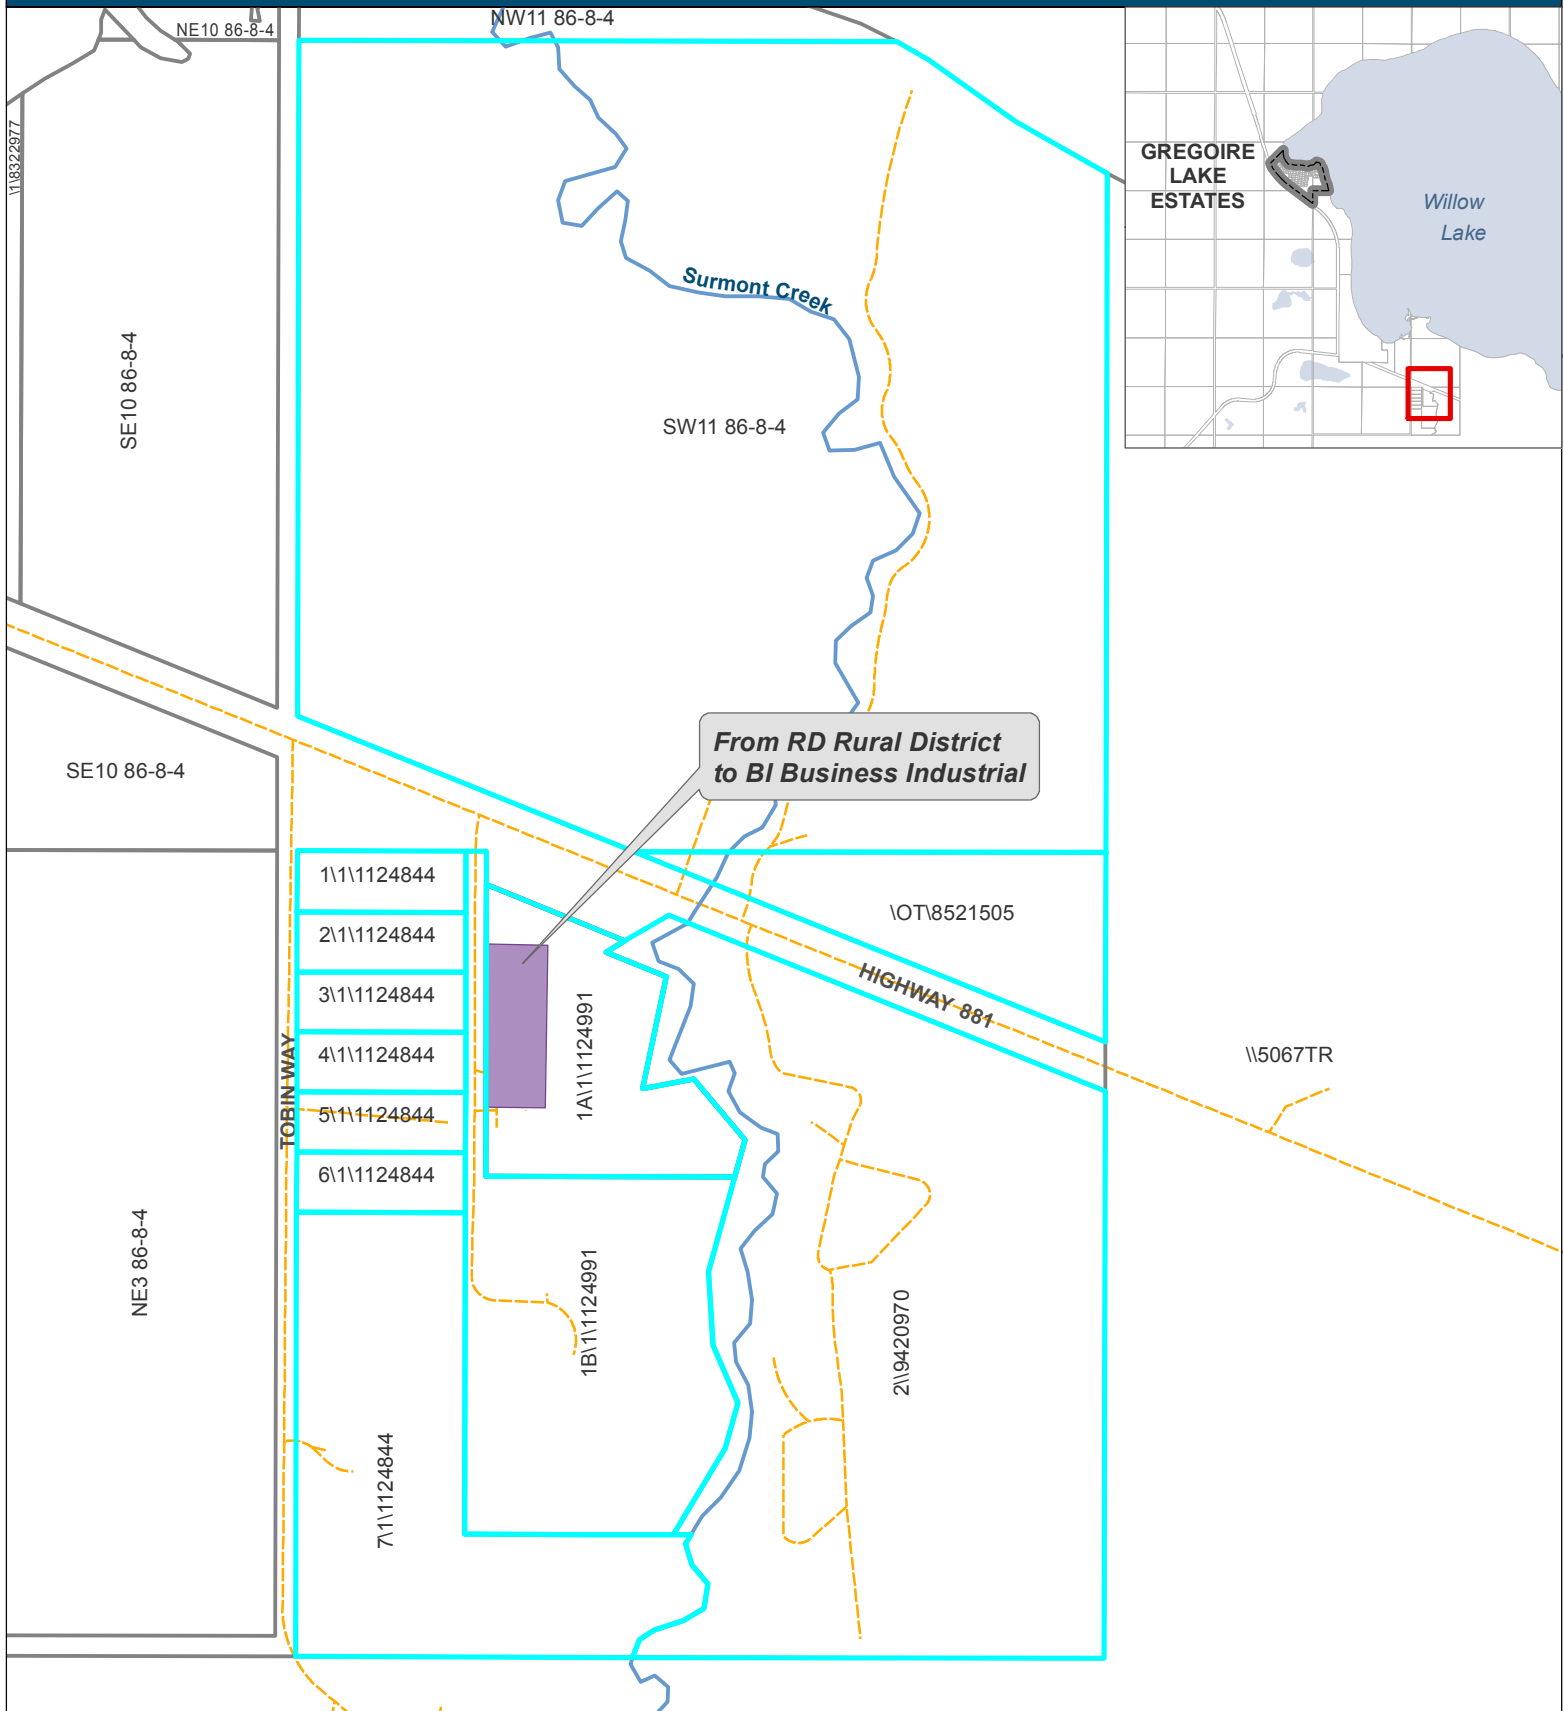 NW11 86-8-4
NE10 86-8-4
\1\8322977
GREGOIRE
LAKE
ESTATES
Willow
Lake
Surmont Creek
SE10 86-8-4
SW11 86-8-4
From RD Rural District
to BI Business Industrial
SE10 86-8-4
1\1\1124844
2\1\1124844
3\1\1124844
4\1\1124844
5\1\1124844
6\1\1124844
TOBIN WAY
1A\1\1124991
\OT\8521505
HIGHWAY 881
\\5067TR
NE3 86-8-4
1B\1\1124991
2\\9420970
7\1\1124844